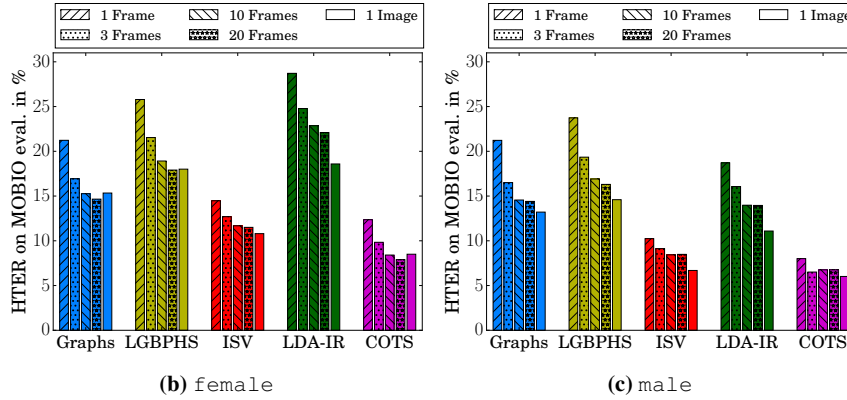 1 Frame 10 Frames 1 Image
3 Frames 20 Frames
HTER on MOBIO eval. in %
30
25
20
15
10
5
0
Graphs LGBPHS ISV LDA-IR COTS
(b) female
1 Frame 10 Frames 1 Image
3 Frames 20 Frames
HTER on MOBIO eval. in %
30
25
20
15
10
5
0
Graphs LGBPHS ISV LDA-IR COTS
(c) male